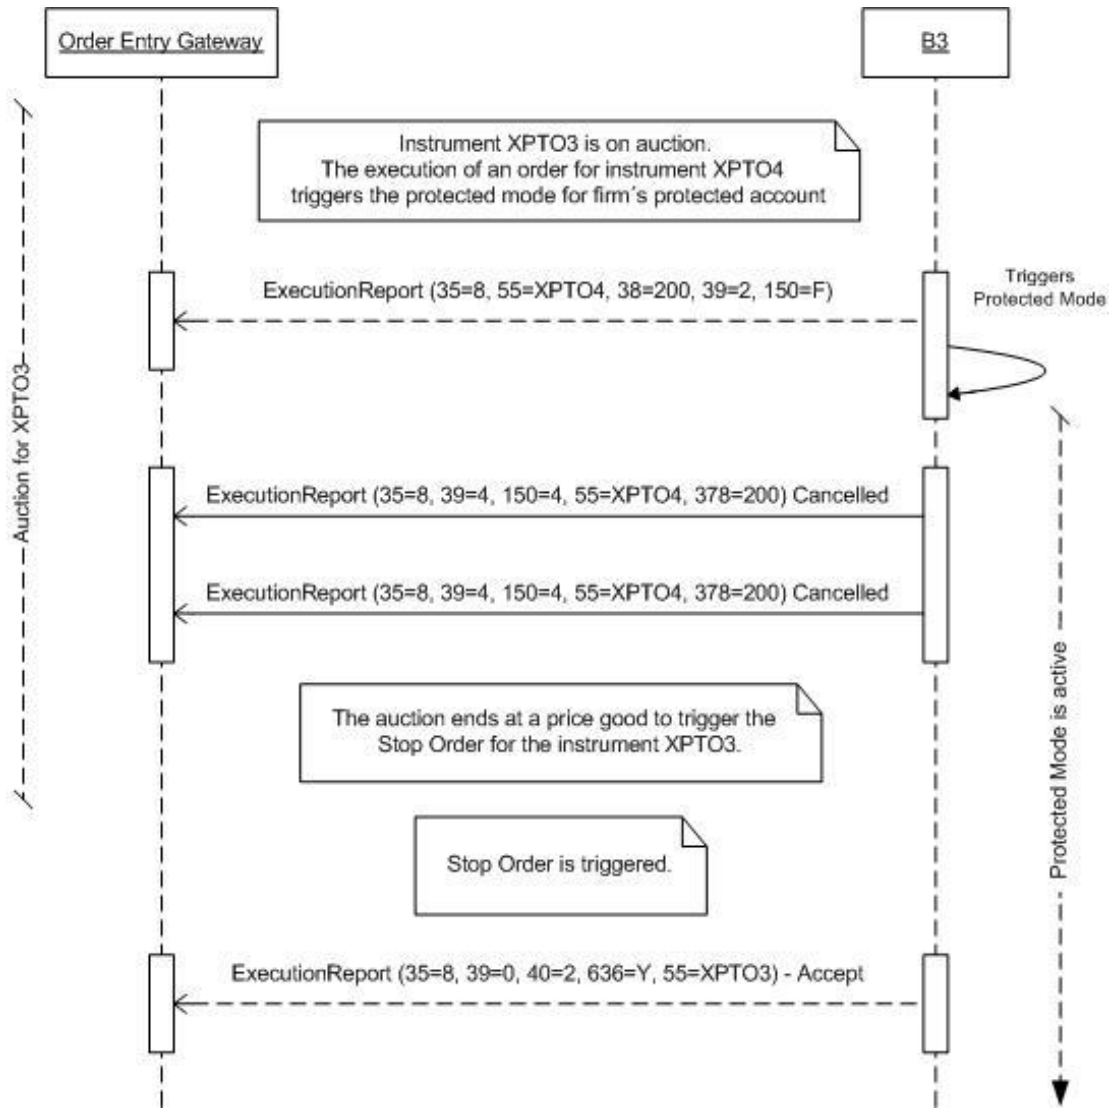 Order Entry Gateway
B3
Instrument XPTO3 is on auction.
The execution of an order for instrument XPTO4
triggers the protected mode for firm´s protected account
Triggers
Protected Mode
ExecutionReport (35=8, 55=XPTO4, 38=200, 39=2, 150=F)
Auction for XPTO3
ExecutionReport (35=8, 39=4, 150=4, 55=XPTO4, 378=200) Cancelled
ExecutionReport (35=8, 39=4, 150=4, 55=XPTO4, 378=200) Cancelled
Protected Mode is active
The auction ends at a price good to trigger the
Stop Order for the instrument XPTO3.
Stop Order is triggered.
ExecutionReport (35=8, 39=0, 40=2, 636=Y, 55=XPTO3) - Accept